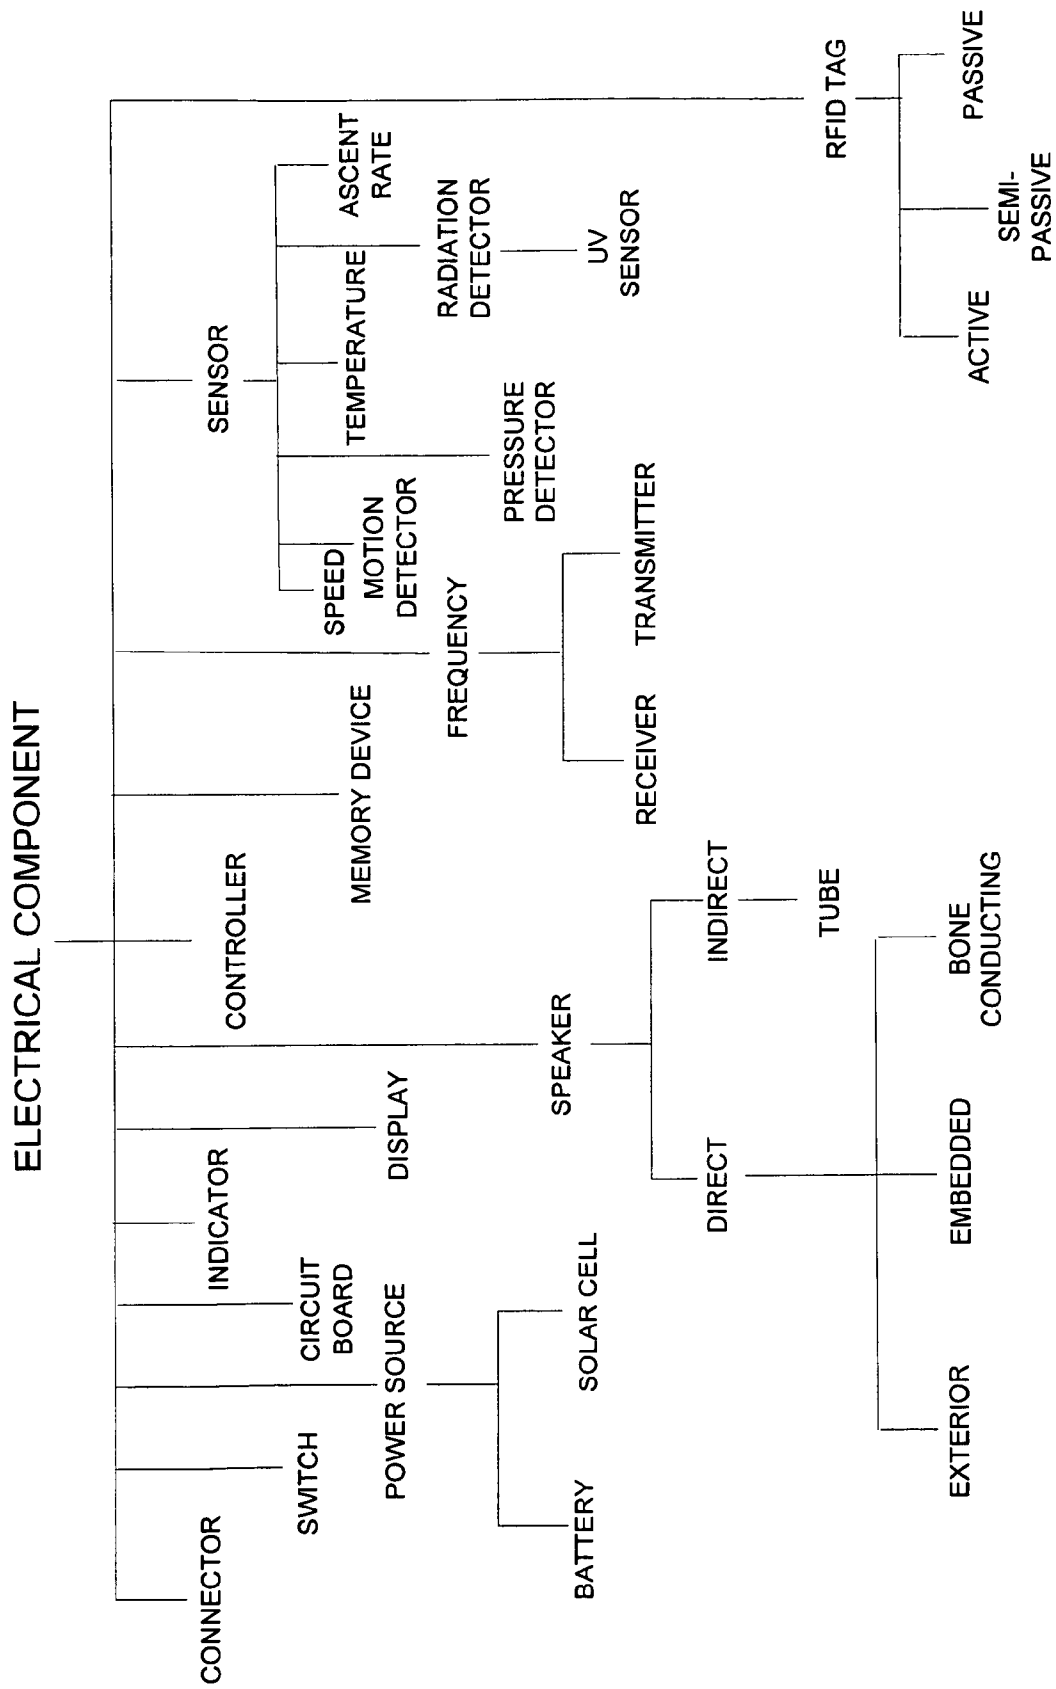 ELECTRICAL COMPONENT
CONNECTOR
SWITCH
POWER SOURCE
BATTERY
SOLAR CELL
CIRCUIT
BOARD
INDICATOR
DISPLAY
SPEAKER
DIRECT
EXTERIOR
EMBEDDED
BONE
CONDUCTING
INDIRECT
TUBE
CONTROLLER
MEMORY DEVICE
FREQUENCY
RECEIVER
TRANSMITTER
SENSOR
SPEED
MOTION
DETECTOR
PRESSURE
DETECTOR
TEMPERATURE
RADIATION
DETECTOR
UV
SENSOR
ASCENT
RATE
RFID TAG
ACTIVE
SEMI-
PASSIVE
PASSIVE